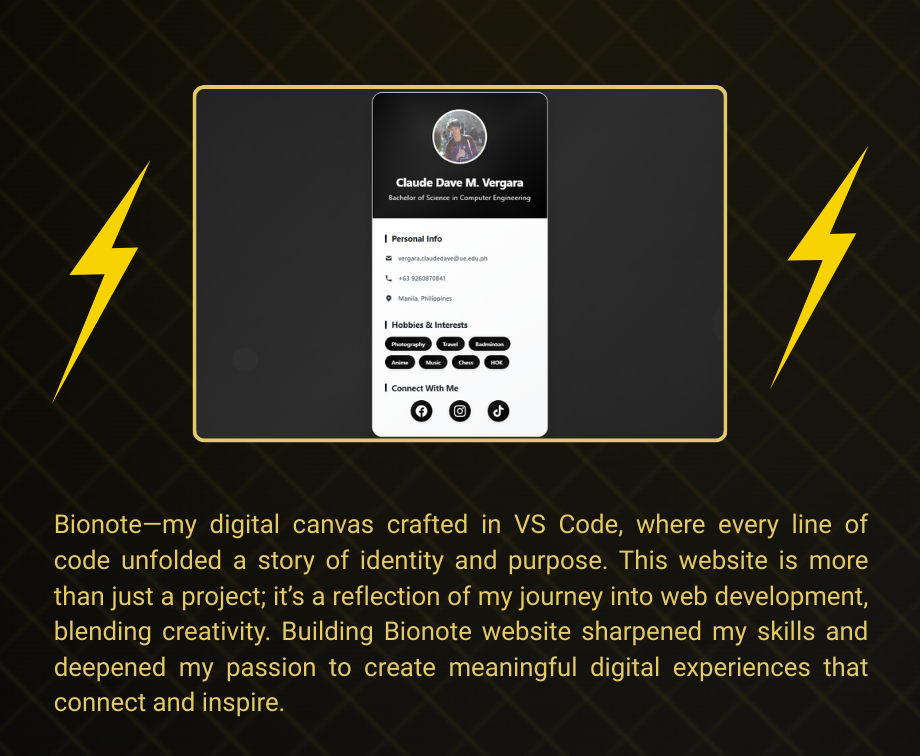 Claude Dave M. Vergara
Bachelor of Science in Computer Engineering
Personal Info
vergara.claudedave@ue.edu.ph
+63 9260870841
Manila, Philippines
Hobbies & Interests
Photography Travel Badminton
Anime Music Chess HOK
Connect With Me
Bionote—my digital canvas crafted in VS Code, where every line of
code unfolded a story of identity and purpose. This website is more
than just a project; it’s a reflection of my journey into web development,
blending creativity. Building Bionote website sharpened my skills and
deepened my passion to create meaningful digital experiences that
connect and inspire.